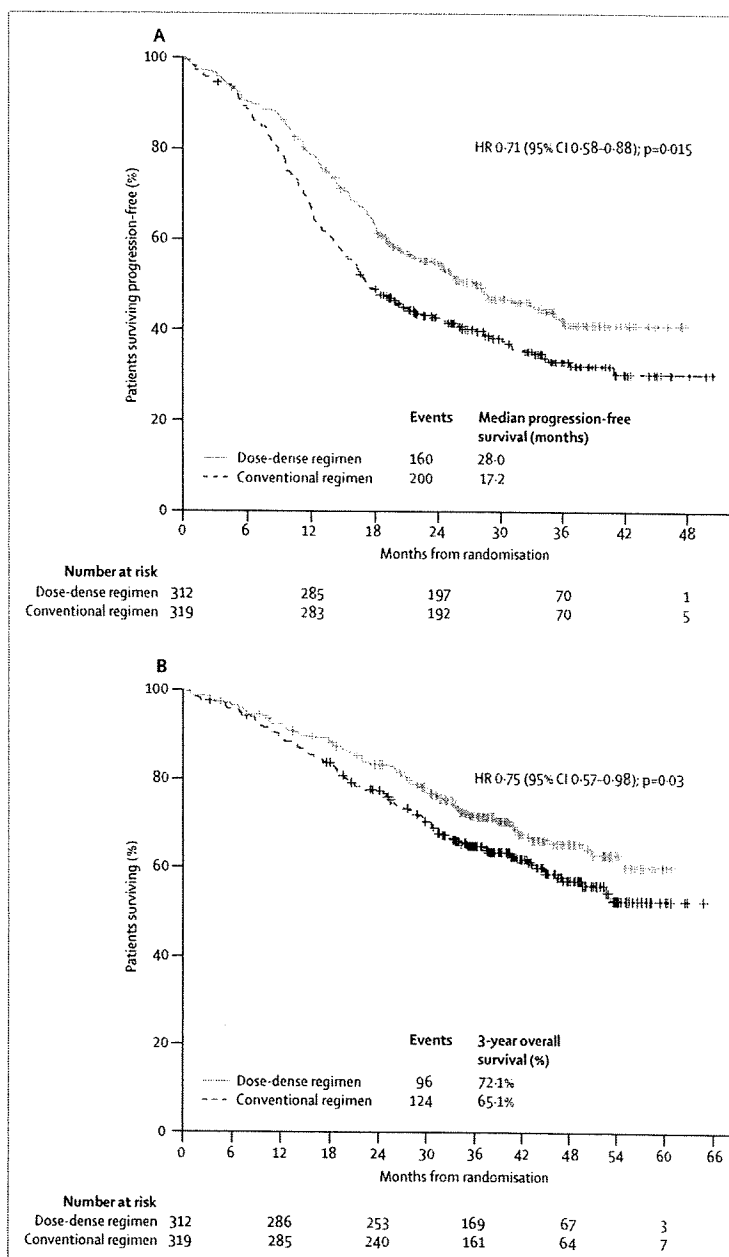 A
100
80
60
40
20
0
Patients surviving progression-free (%)
HR 0·71 (95% CI 0·58–0·88); p=0·015
Events Median progression-free survival (months)
Dose-dense regimen 160 28·0
Conventional regimen 200 17·2
0 6 12 18 24 30 36 42 48
Months from randomisation
Number at risk
Dose-dense regimen 312 285 197 70 1
Conventional regimen 319 283 192 70 5
B
100
80
60
40
20
0
Patients surviving (%)
HR 0·75 (95% CI 0·57–0·98); p=0·03
Events 3-year overall survival (%)
Dose-dense regimen 96 72·1%
Conventional regimen 124 65·1%
0 6 12 18 24 30 36 42 48 54 60 66
Months from randomisation
Number at risk
Dose-dense regimen 312 286 253 169 67 3
Conventional regimen 319 285 240 161 64 7